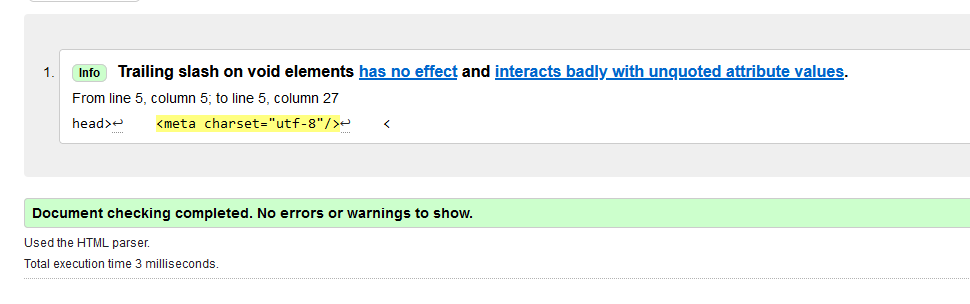 1. Info Trailing slash on void elements has no effect and interacts badly with unquoted attribute values.
From line 5, column 5; to line 5, column 27
head>↩ <meta charset="utf-8"/>↩ <
Document checking completed. No errors or warnings to show.
Used the HTML parser.
Total execution time 3 milliseconds.